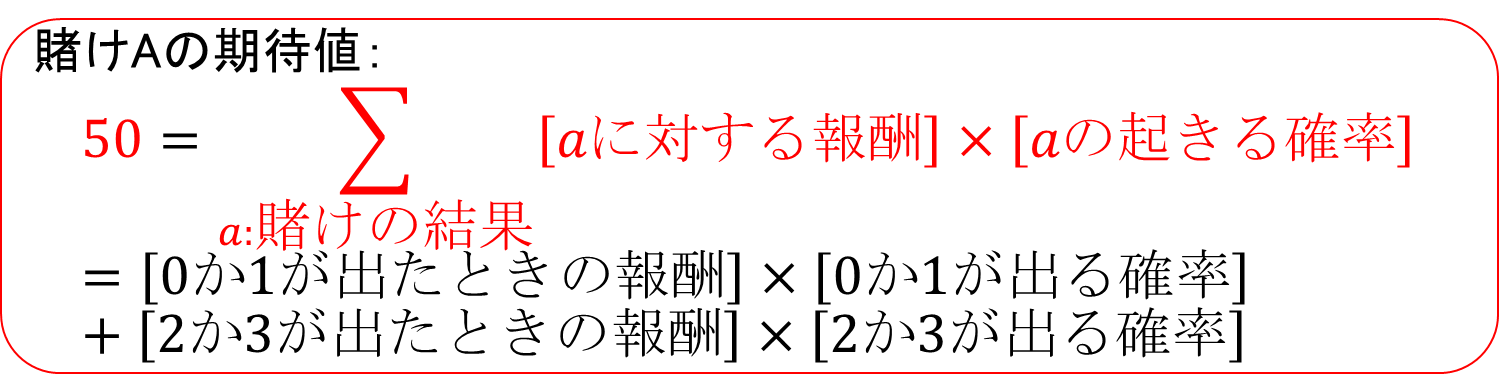 賭けAの期待値：
50 = ∑ [aに対する報酬] × [aの起きる確率]
a:賭けの結果
= [0か1が出たときの報酬] × [0か1が出る確率]
+ [2か3が出たときの報酬] × [2か3が出る確率]